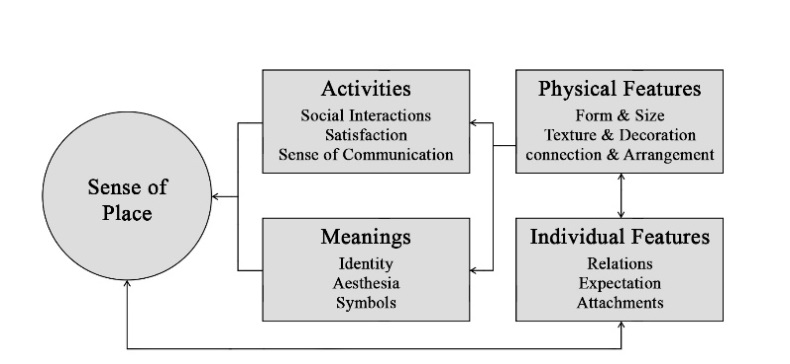 Sense of
Place
Activities
Social Interactions
Satisfaction
Sense of Communication
Physical Features
Form & Size
Texture & Decoration
connection & Arrangement
Meanings
Identity
Aesthesia
Symbols
Individual Features
Relations
Expectation
Attachments